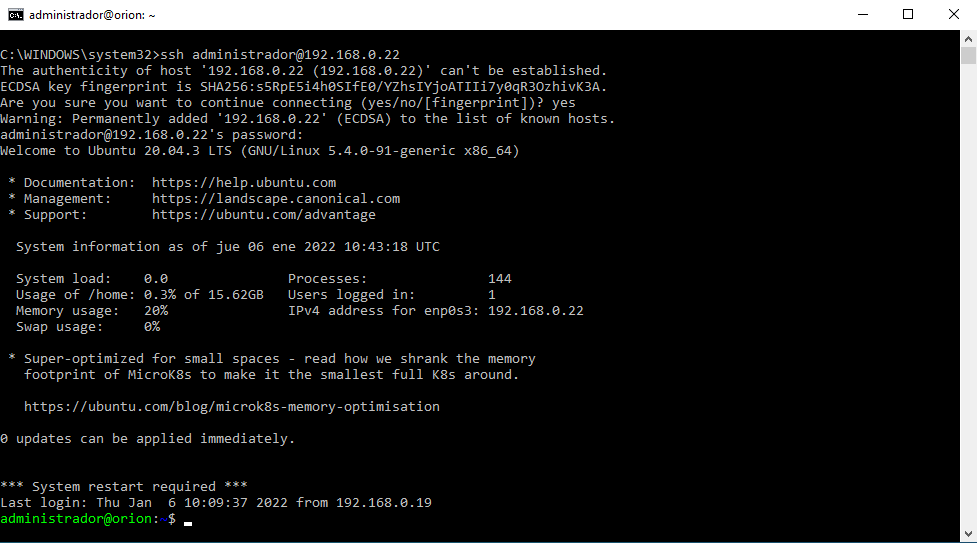 administrador@orion: ~
C:\WINDOWS\system32>ssh administrador@192.168.0.22
The authenticity of host '192.168.0.22 (192.168.0.22)' can't be established.
ECDSA key fingerprint is SHA256:s5RpE5i4h0SIfE0/YZhsIYjoATIIi7y0qR3OzhivK3A.
Are you sure you want to continue connecting (yes/no/[fingerprint])? yes
Warning: Permanently added '192.168.0.22' (ECDSA) to the list of known hosts.
administrador@192.168.0.22's password:
Welcome to Ubuntu 20.04.3 LTS (GNU/Linux 5.4.0-91-generic x86_64)

 * Documentation:  https://help.ubuntu.com
 * Management:     https://landscape.canonical.com
 * Support:        https://ubuntu.com/advantage

  System information as of jue 06 ene 2022 10:43:18 UTC

  System load:    0.0               Processes:               144
  Usage of /home: 0.3% of 15.62GB   Users logged in:         1
  Memory usage:   20%               IPv4 address for enp0s3: 192.168.0.22
  Swap usage:     0%

 * Super-optimized for small spaces - read how we shrank the memory
   footprint of MicroK8s to make it the smallest full K8s around.

   https://ubuntu.com/blog/microk8s-memory-optimisation

0 updates can be applied immediately.


*** System restart required ***
Last login: Thu Jan  6 10:09:37 2022 from 192.168.0.19
administrador@orion:~$